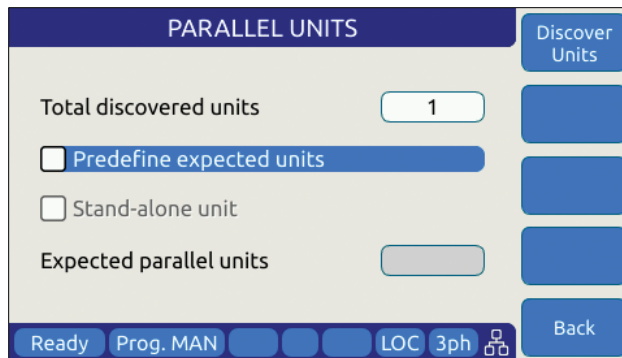 PARALLEL UNITS
Discover
Units
Total discovered units 1
Predefine expected units
Stand-alone unit
Expected parallel units
Back
Ready Prog. MAN LOC 3ph